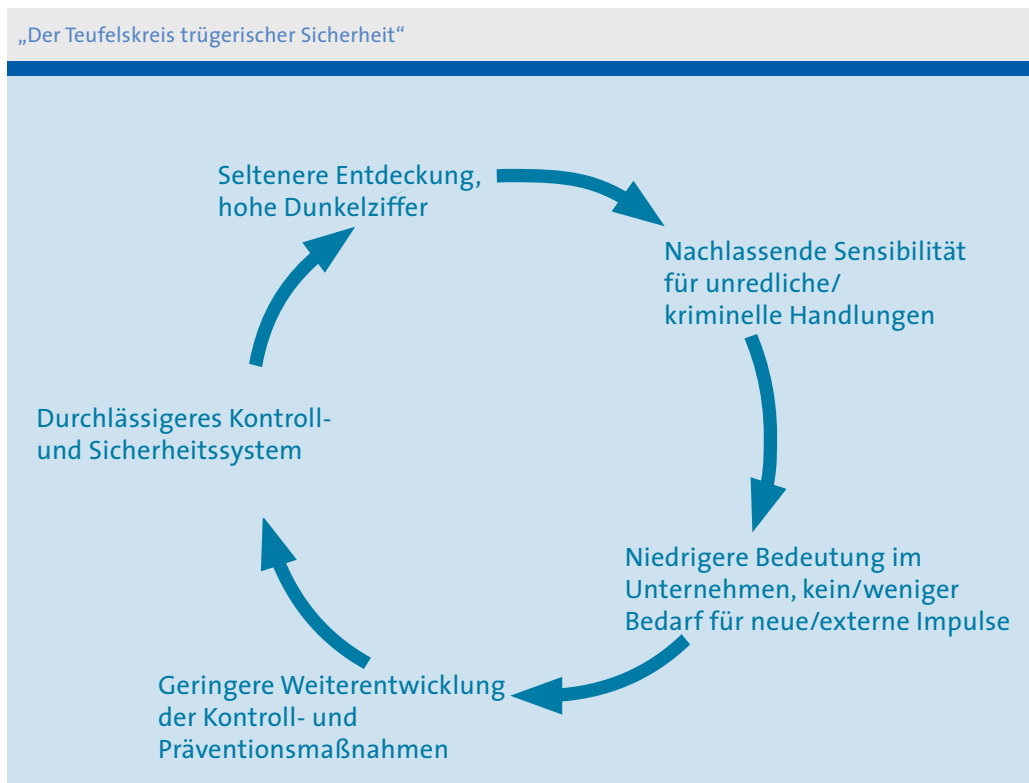 „Der Teufelskreis trügerischer Sicherheit“
Seltenere Entdeckung,
hohe Dunkelziffer
Nachlassende Sensibilität
für unredliche/
kriminelle Handlungen
Niedrigere Bedeutung im
Unternehmen, kein/weniger
Bedarf für neue/externe Impulse
Geringere Weiterentwicklung
der Kontroll- und
Präventionsmaßnahmen
Durchlässigeres Kontroll-
und Sicherheitssystem